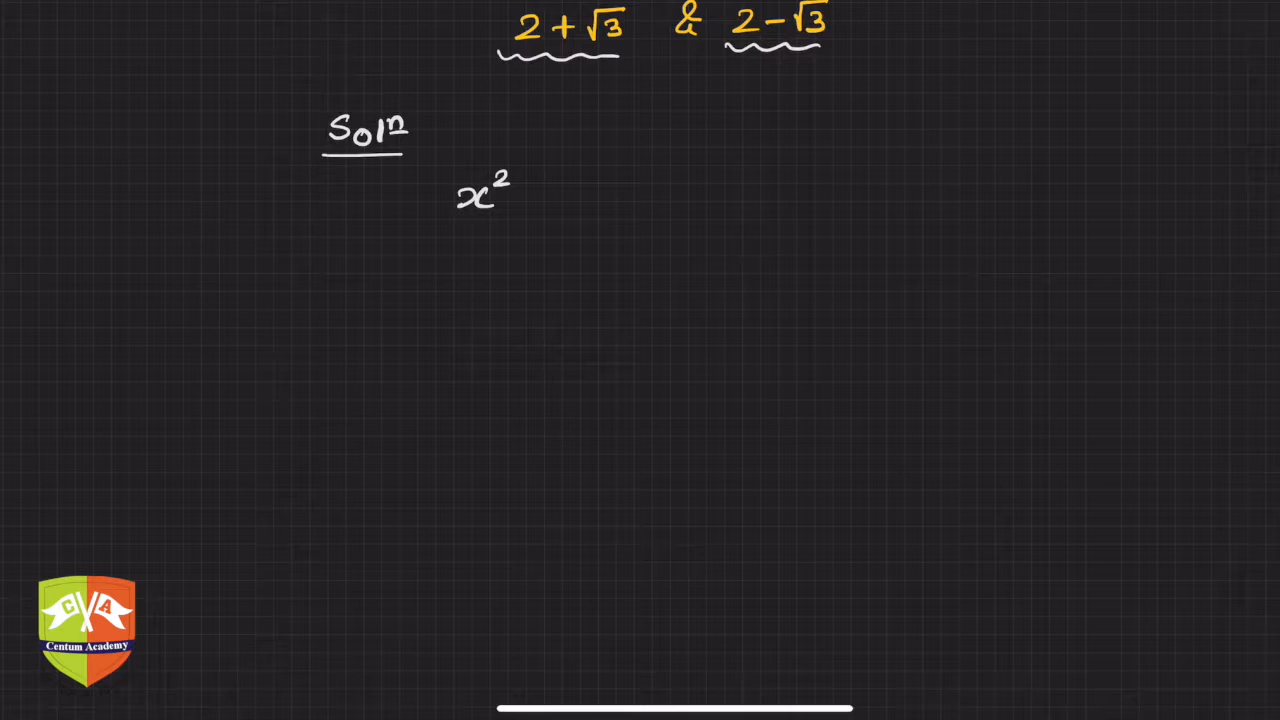 2 + √3 & 2 - √3
Solⁿ
x²
C A
Centum Academy